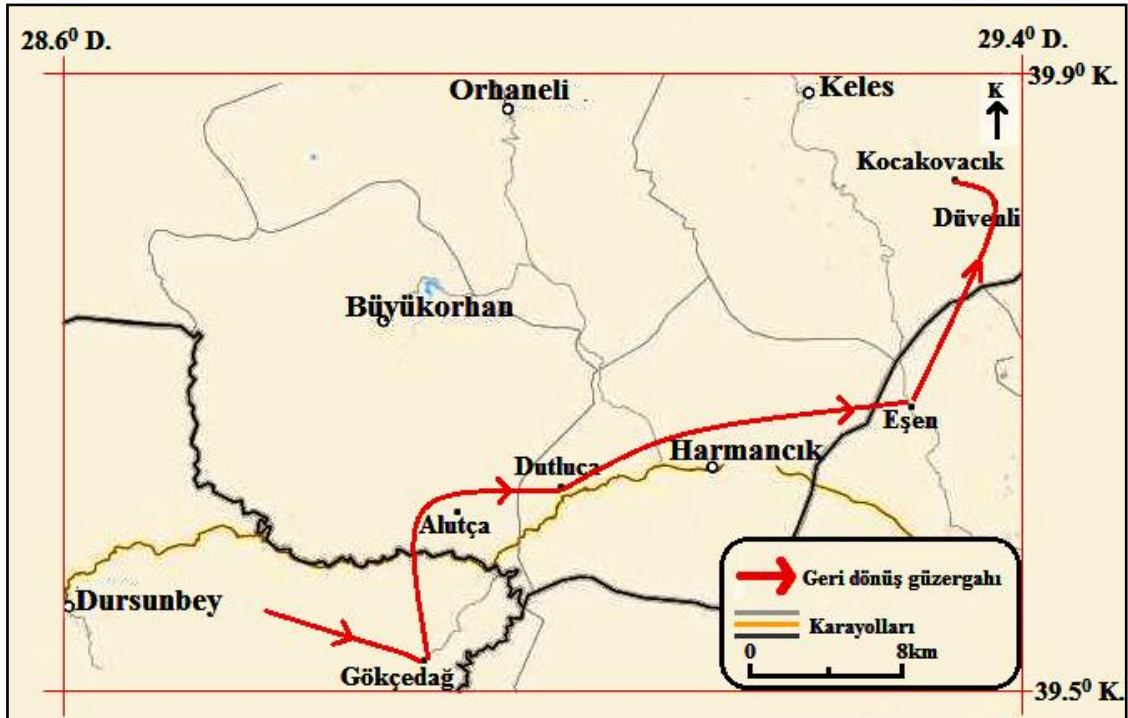 28.6⁰ D.
29.4⁰ D.
39.9⁰ K.
K
Orhaneli
Keles
Kocakovacık
Düvenli
Büyükorhan
Eşen
Harmancık
Dutluca
Alutça
Dursunbey
Gökçedağ
Geri dönüş güzergahı
Karayolları
0 8km
39.5⁰ K.